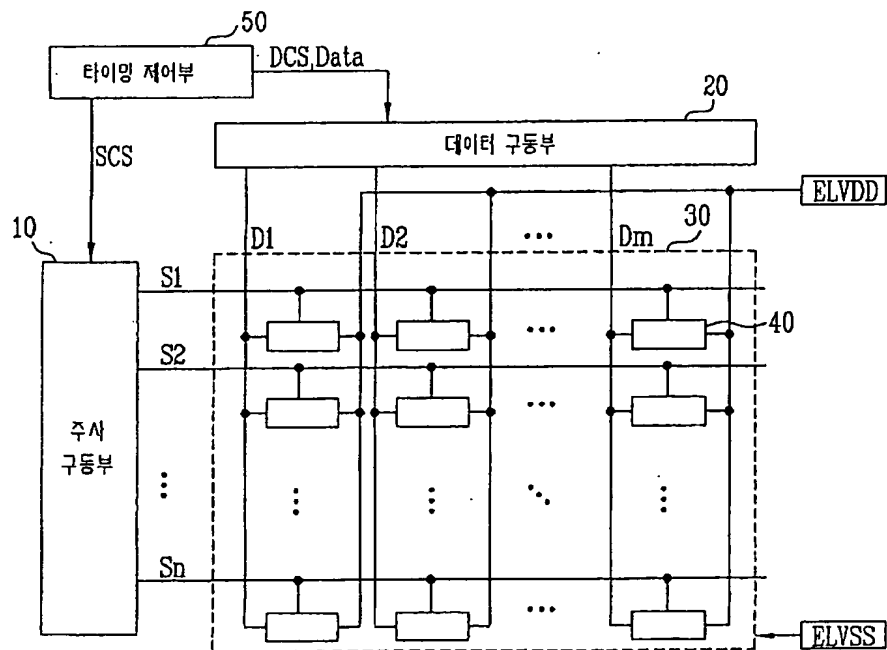 50
타이밍 제어부
DCS,Data
20
데이터 구동부
SCS
ELVDD
10
D1
D2
...
Dm
30
S1
...
40
S2
...
주사
구동부
Sn
...
ELVSS